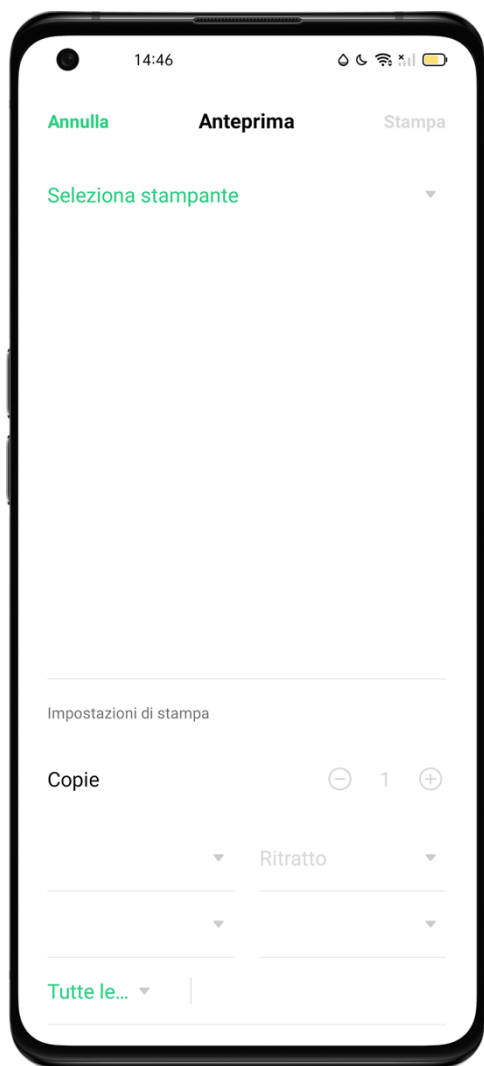 14:46
Annulla Anteprima Stampa
Seleziona stampante
Impostazioni di stampa
Copie 1
Ritratto
Tutte le...